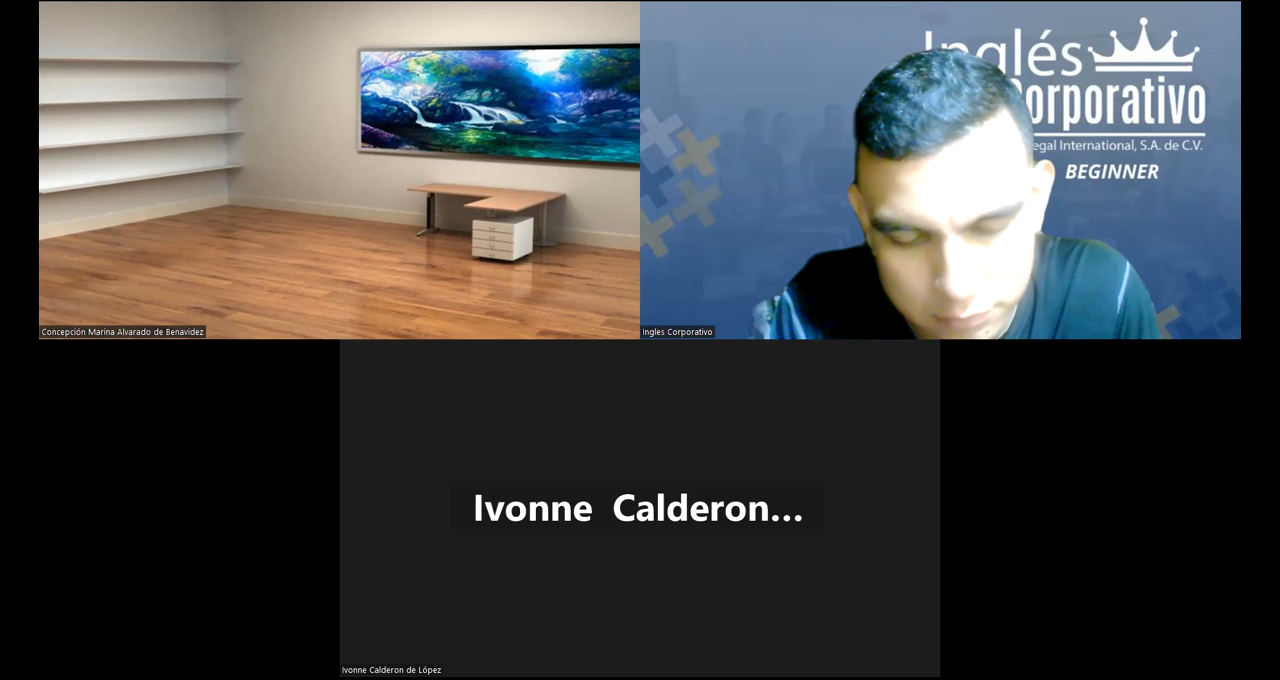 Inglés
Corporativo
egal International, S.A. de C.V.
BEGINNER
Concepción Marina Alvarado de Benavidez
Ingles Corporativo
Ivonne Calderon...
Ivonne Calderon de López